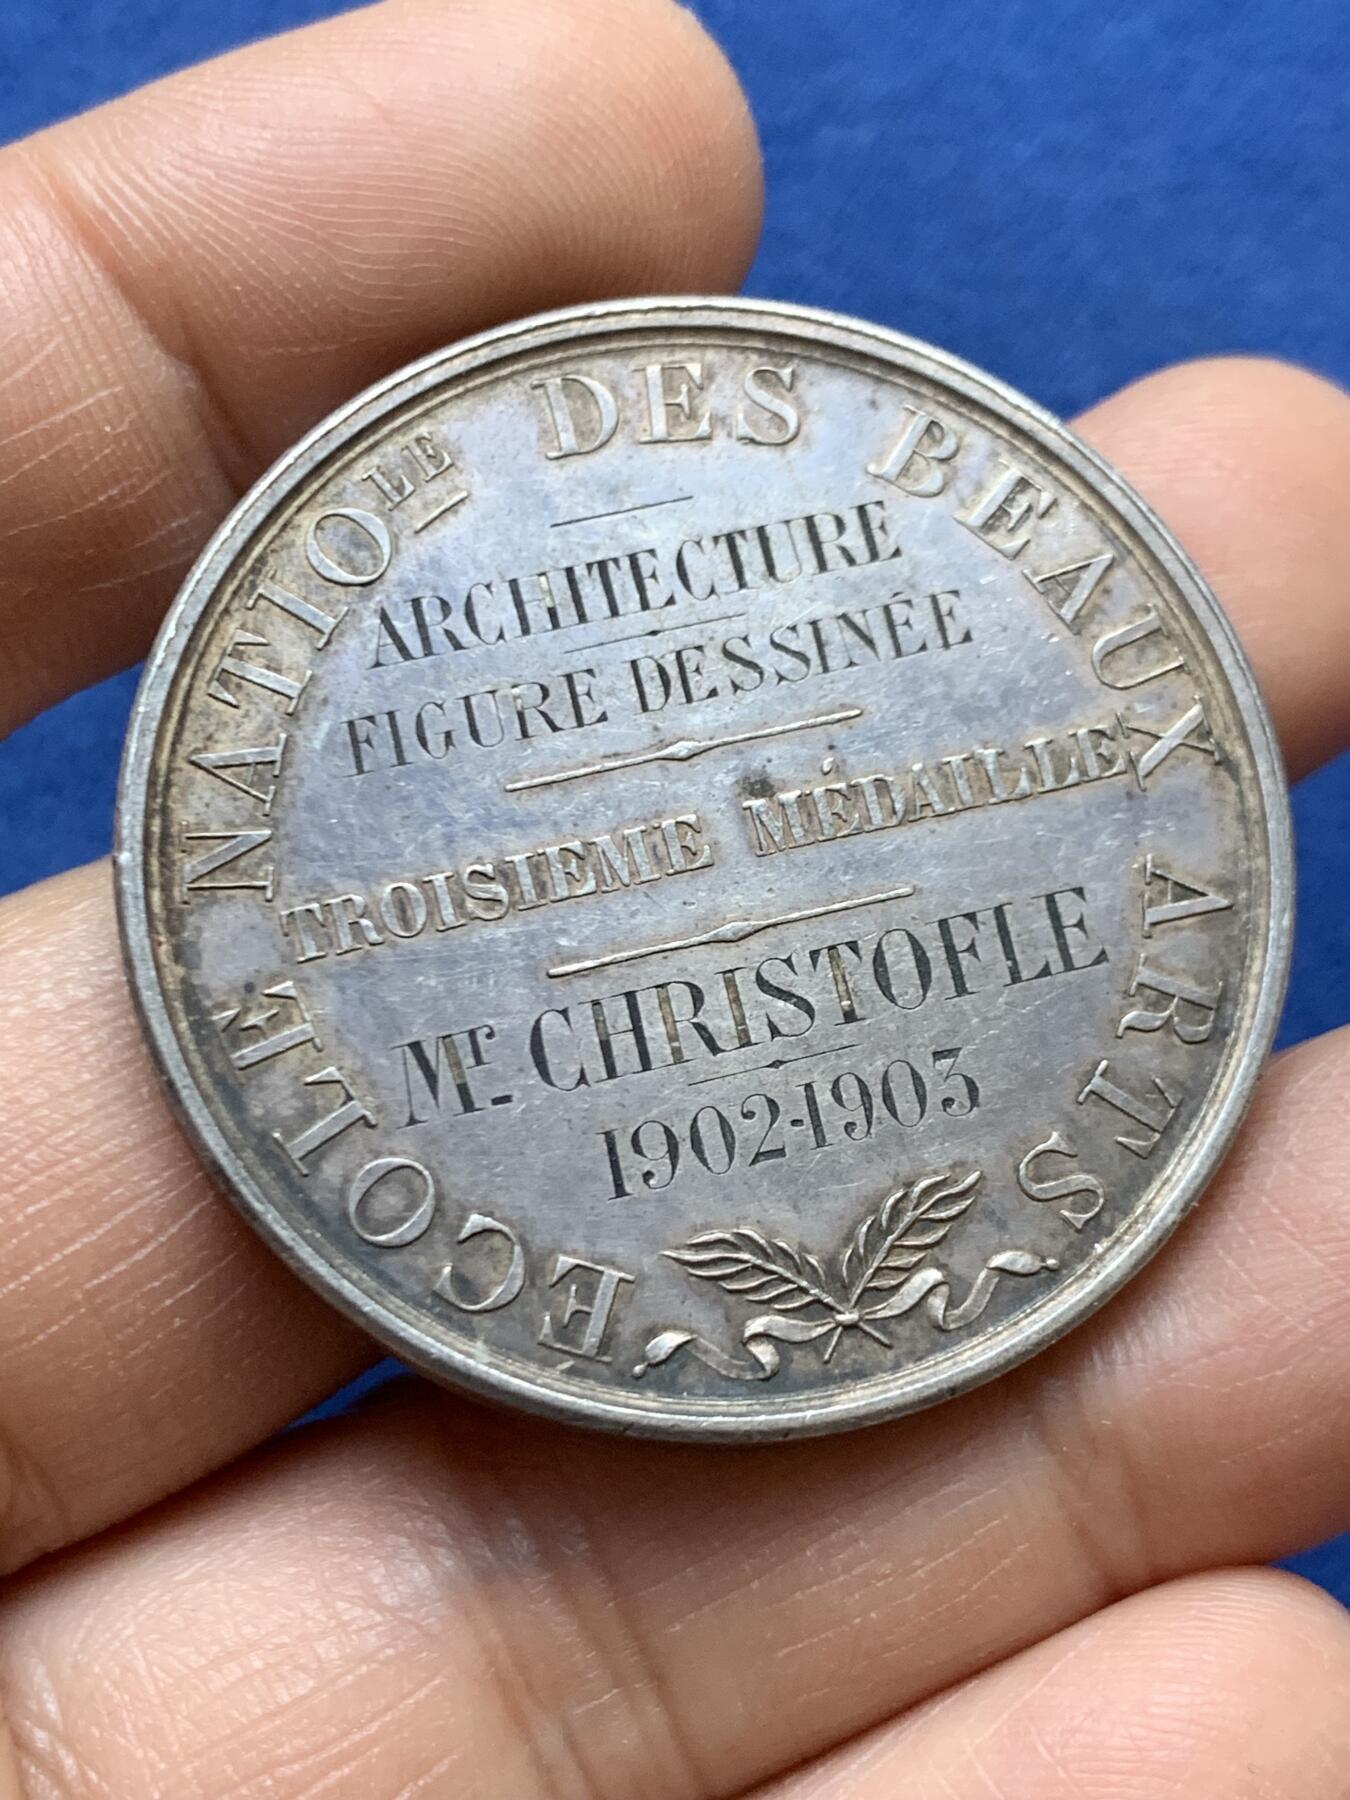 ECOLE NATIOLE DES BEAUX ARTS
ARCHITECTURE
FIGURE DESSINÉE
TROISIEME MÉDAILLE
Mr CHRISTOFLE
1902-1903